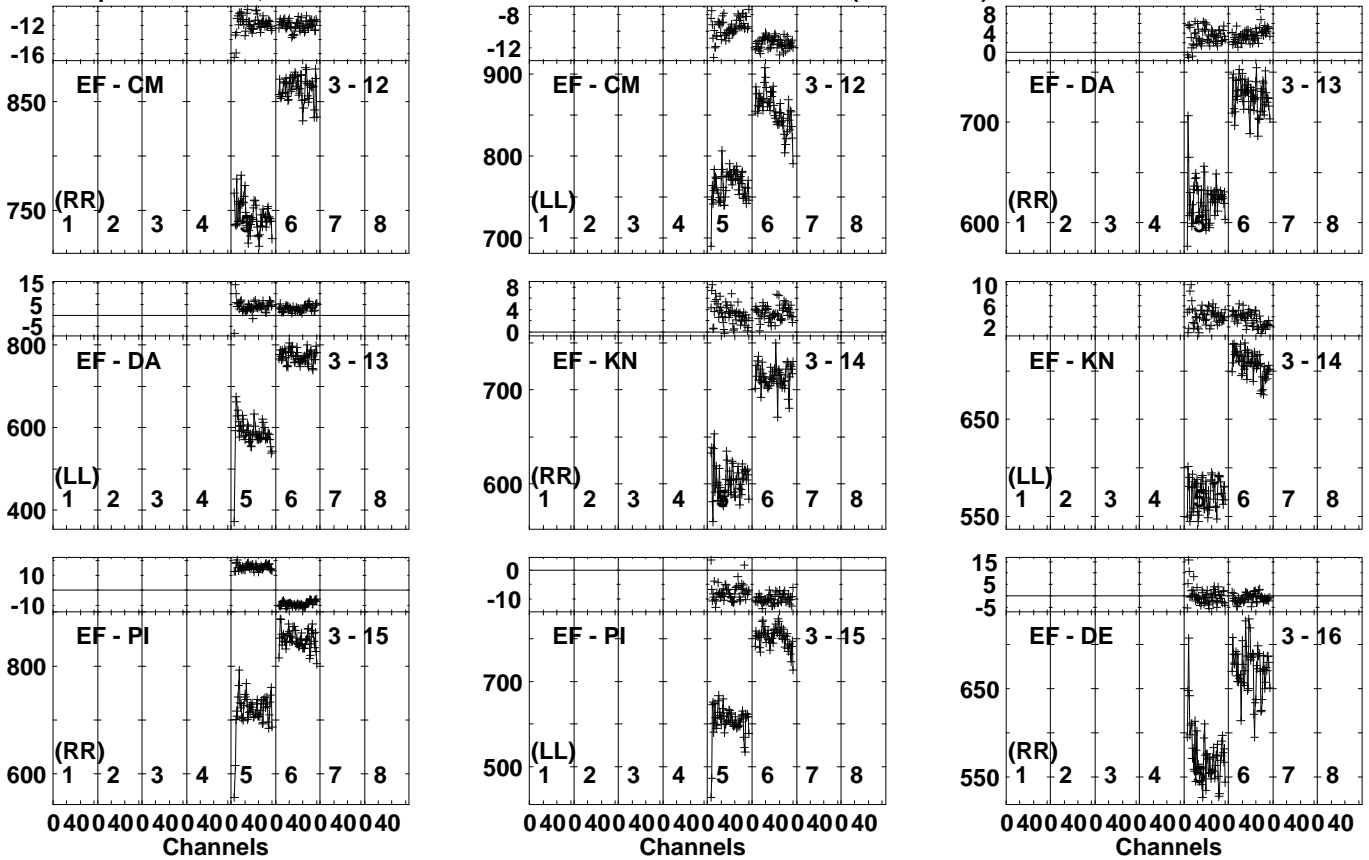 -12
-16
EF - CM 3 - 12
850
750
(RR)
1 2 3 4 5 6 7 8
-8
-12
EF - CM 3 - 12
900
800
700
(LL)
1 2 3 4 5 6 7 8
8
4
0
EF - DA 3 - 13
700
600
(RR)
1 2 3 4 5 6 7 8
15
5
-5
EF - DA 3 - 13
800
600
400
(LL)
1 2 3 4 5 6 7 8
8
4
0
EF - KN 3 - 14
700
600
(RR)
1 2 3 4 5 6 7 8
10
6
2
EF - KN 3 - 14
650
550
(LL)
1 2 3 4 5 6 7 8
10
-10
EF - PI 3 - 15
800
600
(RR)
1 2 3 4 5 6 7 8
0 40 0 40 0 40 0 40 0 40 0 40 0 40 0 40
Channels
0
-10
EF - PI 3 - 15
700
500
(LL)
1 2 3 4 5 6 7 8
0 40 0 40 0 40 0 40 0 40 0 40 0 40 0 40
Channels
15
5
-5
EF - DE 3 - 16
650
550
(RR)
1 2 3 4 5 6 7 8
0 40 0 40 0 40 0 40 0 40 0 40 0 40 0 40
Channels